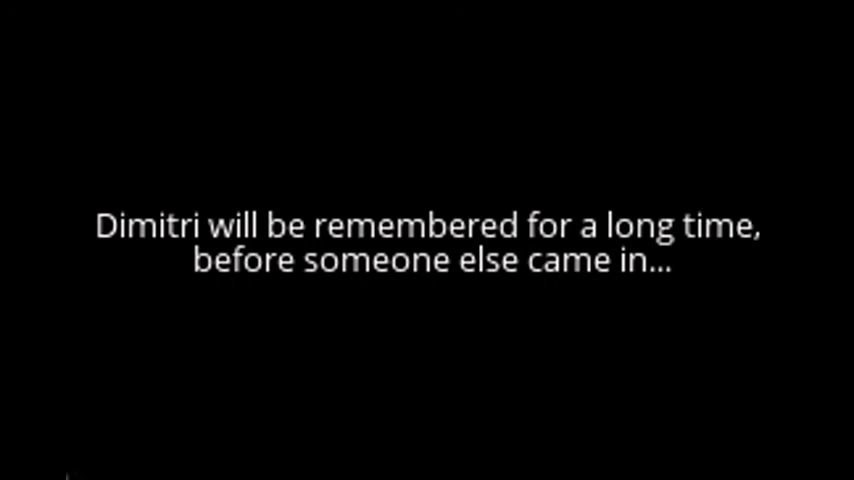 Dimitri will be remembered for a long time,
before someone else came in...